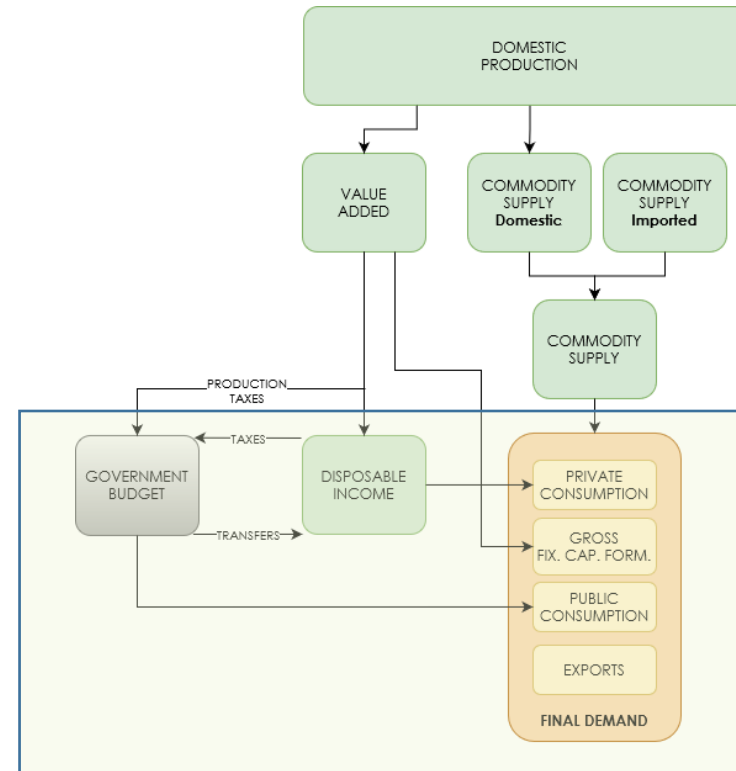 DOMESTIC
PRODUCTION
VALUE
ADDED
COMMODITY
SUPPLY
Domestic
COMMODITY
SUPPLY
Imported
COMMODITY
SUPPLY
PRODUCTION
TAXES
TAXES
GOVERNMENT
BUDGET
DISPOSABLE
INCOME
TRANSFERS
PRIVATE
CONSUMPTION
GROSS
FIX. CAP. FORM.
PUBLIC
CONSUMPTION
EXPORTS
FINAL DEMAND